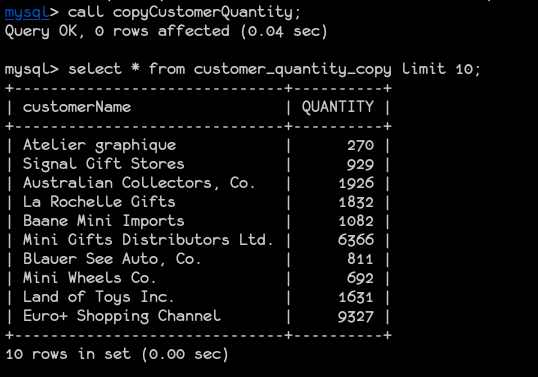 mysql> call copyCustomerQuantity;
Query OK, 0 rows affected (0.04 sec)

mysql> select * from customer_quantity_copy limit 10;
+------------------------------+----------+
| customerName                 | QUANTITY |
+------------------------------+----------+
| Atelier graphique            |      270 |
| Signal Gift Stores           |      929 |
| Australian Collectors, Co.   |     1926 |
| La Rochelle Gifts            |     1832 |
| Baane Mini Imports           |     1082 |
| Mini Gifts Distributors Ltd. |     6366 |
| Blauer See Auto, Co.         |      811 |
| Mini Wheels Co.              |      692 |
| Land of Toys Inc.            |     1631 |
| Euro+ Shopping Channel       |     9327 |
+------------------------------+----------+
10 rows in set (0.00 sec)